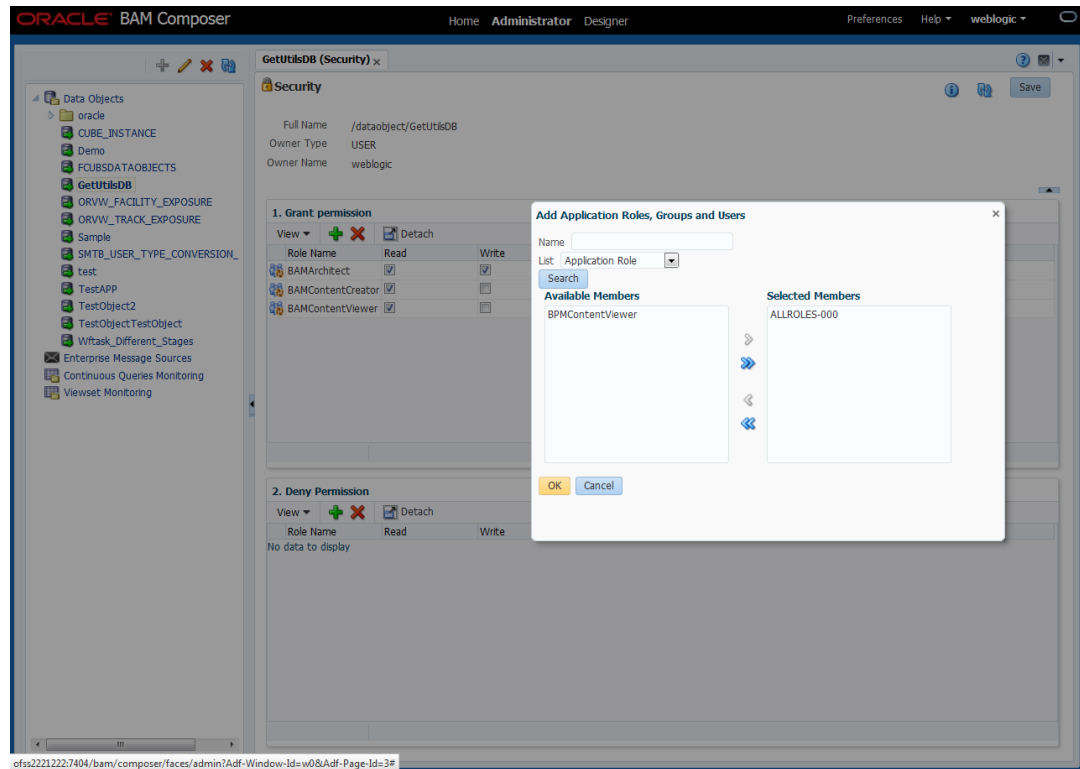 ORACLE BAM Composer
Home Administrator Designer
Preferences Help weblogic
GetUtilsDB (Security)
Security
Save
Full Name /dataobject/GetUtilsDB
Owner Type USER
Owner Name weblogic
Data Objects
oracle
CUBE_INSTANCE
Demo
FCUBSDATAOBJECTS
GetUtilsDB
ORVW_FACILITY_EXPOSURE
ORVW_TRACK_EXPOSURE
Sample
SMTB_USER_TYPE_CONVERSION_
test
TestAPP
TestObject2
TestObjectTestObject
Wftask_Different_Stages
Enterprise Message Sources
Continuous Queries Monitoring
Viewset Monitoring
1. Grant permission
View Detach
Role Name Read Write
BAMArchitect
BAMContentCreator
BAMContentViewer
2. Deny Permission
View Detach
Role Name Read Write
No data to display
Add Application Roles, Groups and Users
Name
List Application Role
Search
Available Members Selected Members
BPMContentViewer ALLROLES-000
OK Cancel
ofss2221222:7404/bam/composer/faces/admin?Adf-Window-Id=w0&Adf-Page-Id=3#